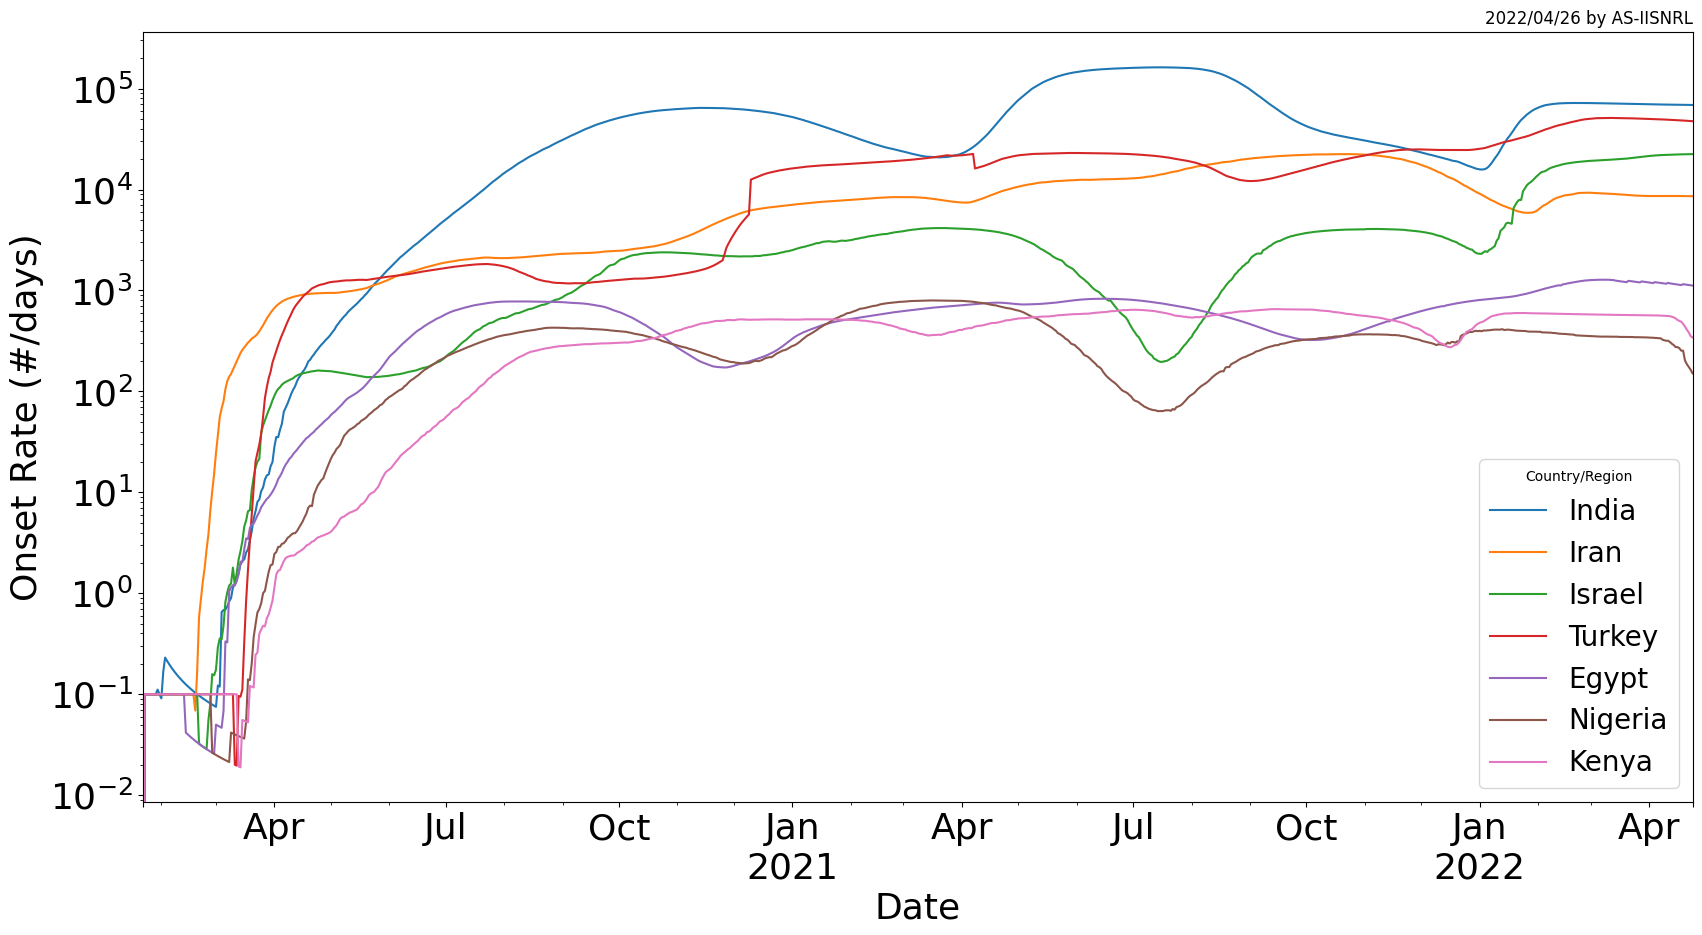 2022/04/26 by AS-IISNRL
Onset Rate (#/days)
10^5
10^4
10^3
10^2
10^1
10^0
10^−1
10^−2
Country/Region
India
Iran
Israel
Turkey
Egypt
Nigeria
Kenya
Apr Jul Oct Jan Apr Jul Oct Jan Apr
2021 2022
Date